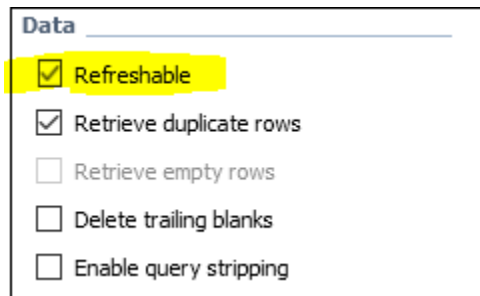 Data
Refreshable
Retrieve duplicate rows
Retrieve empty rows
Delete trailing blanks
Enable query stripping